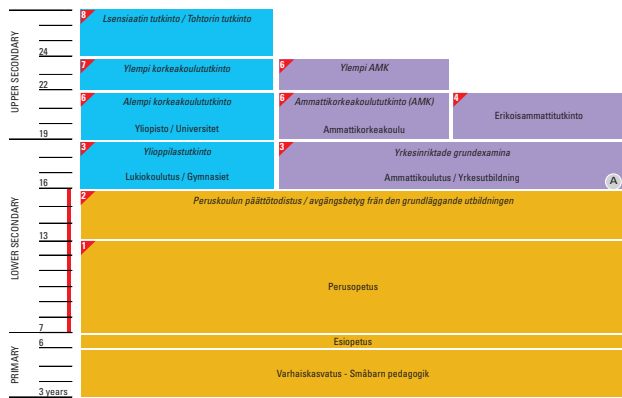 UPPER SECONDARY
LOWER SECONDARY
PRIMARY
24
22
19
16
13
7
6
3 years
8
Lsensiaatin tutkinto / Tohtorin tutkinto
7
Ylempi korkeakoulututkinto
6
Ylempi AMK
6
Alempi korkeakoulututkinto
Yliopisto / Universitet
6
Ammattikorkeakoulututkinto (AMK)
Ammattikorkeakoulu
4
Erikoisammattitutkinto
3
Ylioppilastutkinto
Lukiokoulutus / Gymnasiet
3
Yrkesinriktade grundexamina
Ammattikoulutus / Yrkesutbildning
A
2
Peruskoulun päättötodistus / avgångsbetyg från den grundläggande utbildningen
1
Perusopetus
Esiopetus
Varhaiskasvatus - Småbarn pedagogik